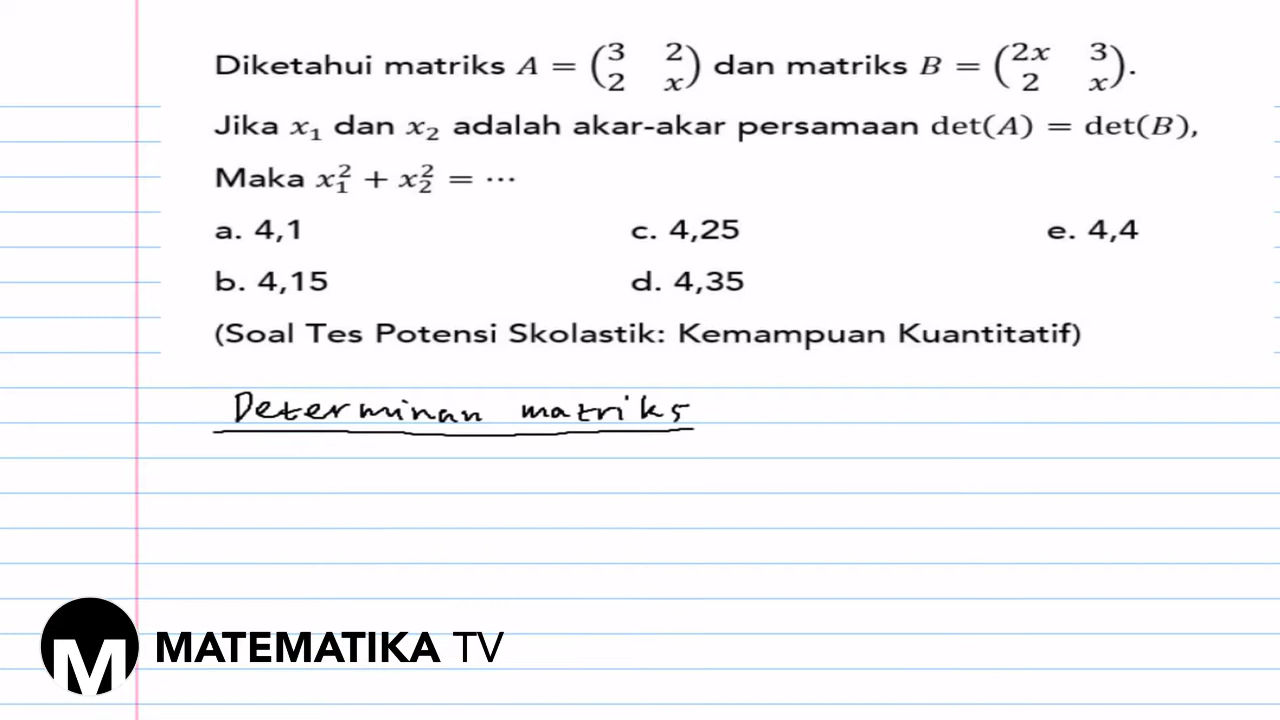 Diketahui matriks A = (3 2 2 x) dan matriks B = (2x 3 2 x).
Jika x₁ dan x₂ adalah akar-akar persamaan det(A) = det(B),
Maka x₁² + x₂² = ⋯
a. 4,1 c. 4,25 e. 4,4
b. 4,15 d. 4,35
(Soal Tes Potensi Skolastik: Kemampuan Kuantitatif)
Determinan matriks
M MATEMATIKA TV